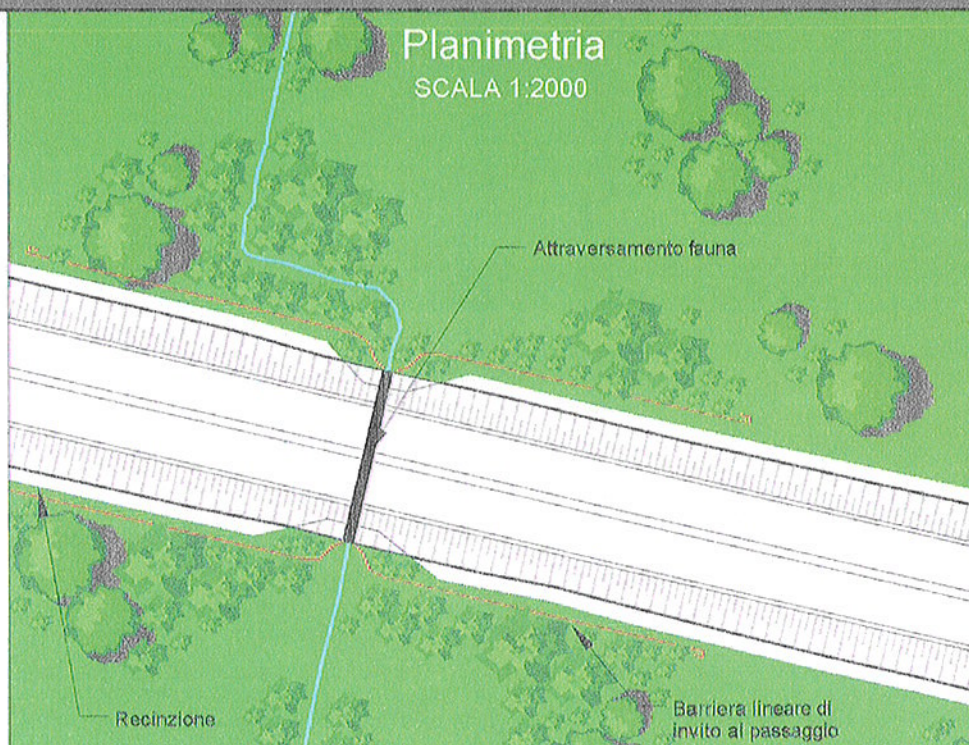 Planimetria
SCALA 1:2000
Attraversamento fauna
Recinzione
Barriera lineare di
invito al passaggio